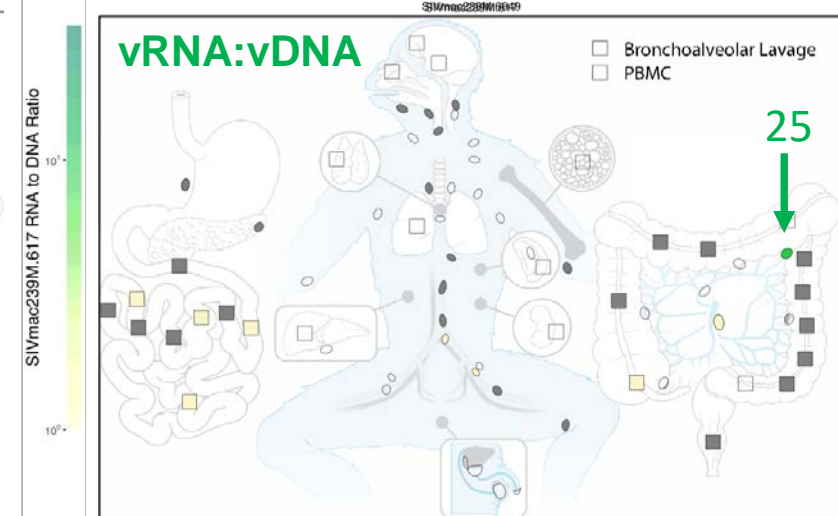 vRNA:vDNA
Bronchoalveolar Lavage
PBMC
25
SIVmac239M.617 RNA to DNA Ratio
10¹
10⁰